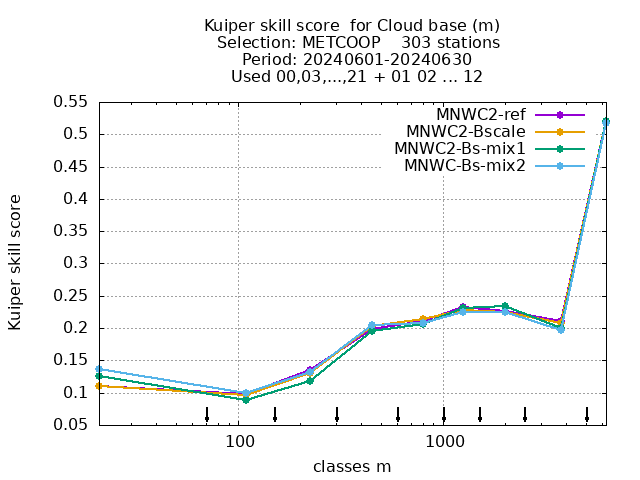 Kuiper skill score  for Cloud base (m)
Selection: METCOOP    303 stations
Period: 20240601-20240630
Used 00,03,...,21 + 01 02 ... 12
MNWC2-ref
MNWC2-Bscale
MNWC2-Bs-mix1
MNWC-Bs-mix2
Kuiper skill score
0.55
0.5
0.45
0.4
0.35
0.3
0.25
0.2
0.15
0.1
0.05
100
1000
classes m